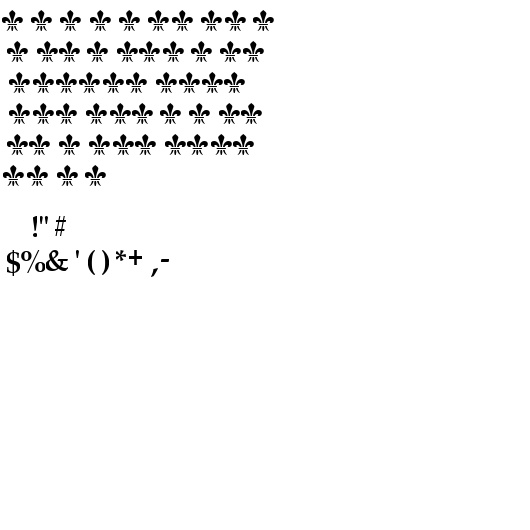 !" #
$%& ' ( ) *+ ,-